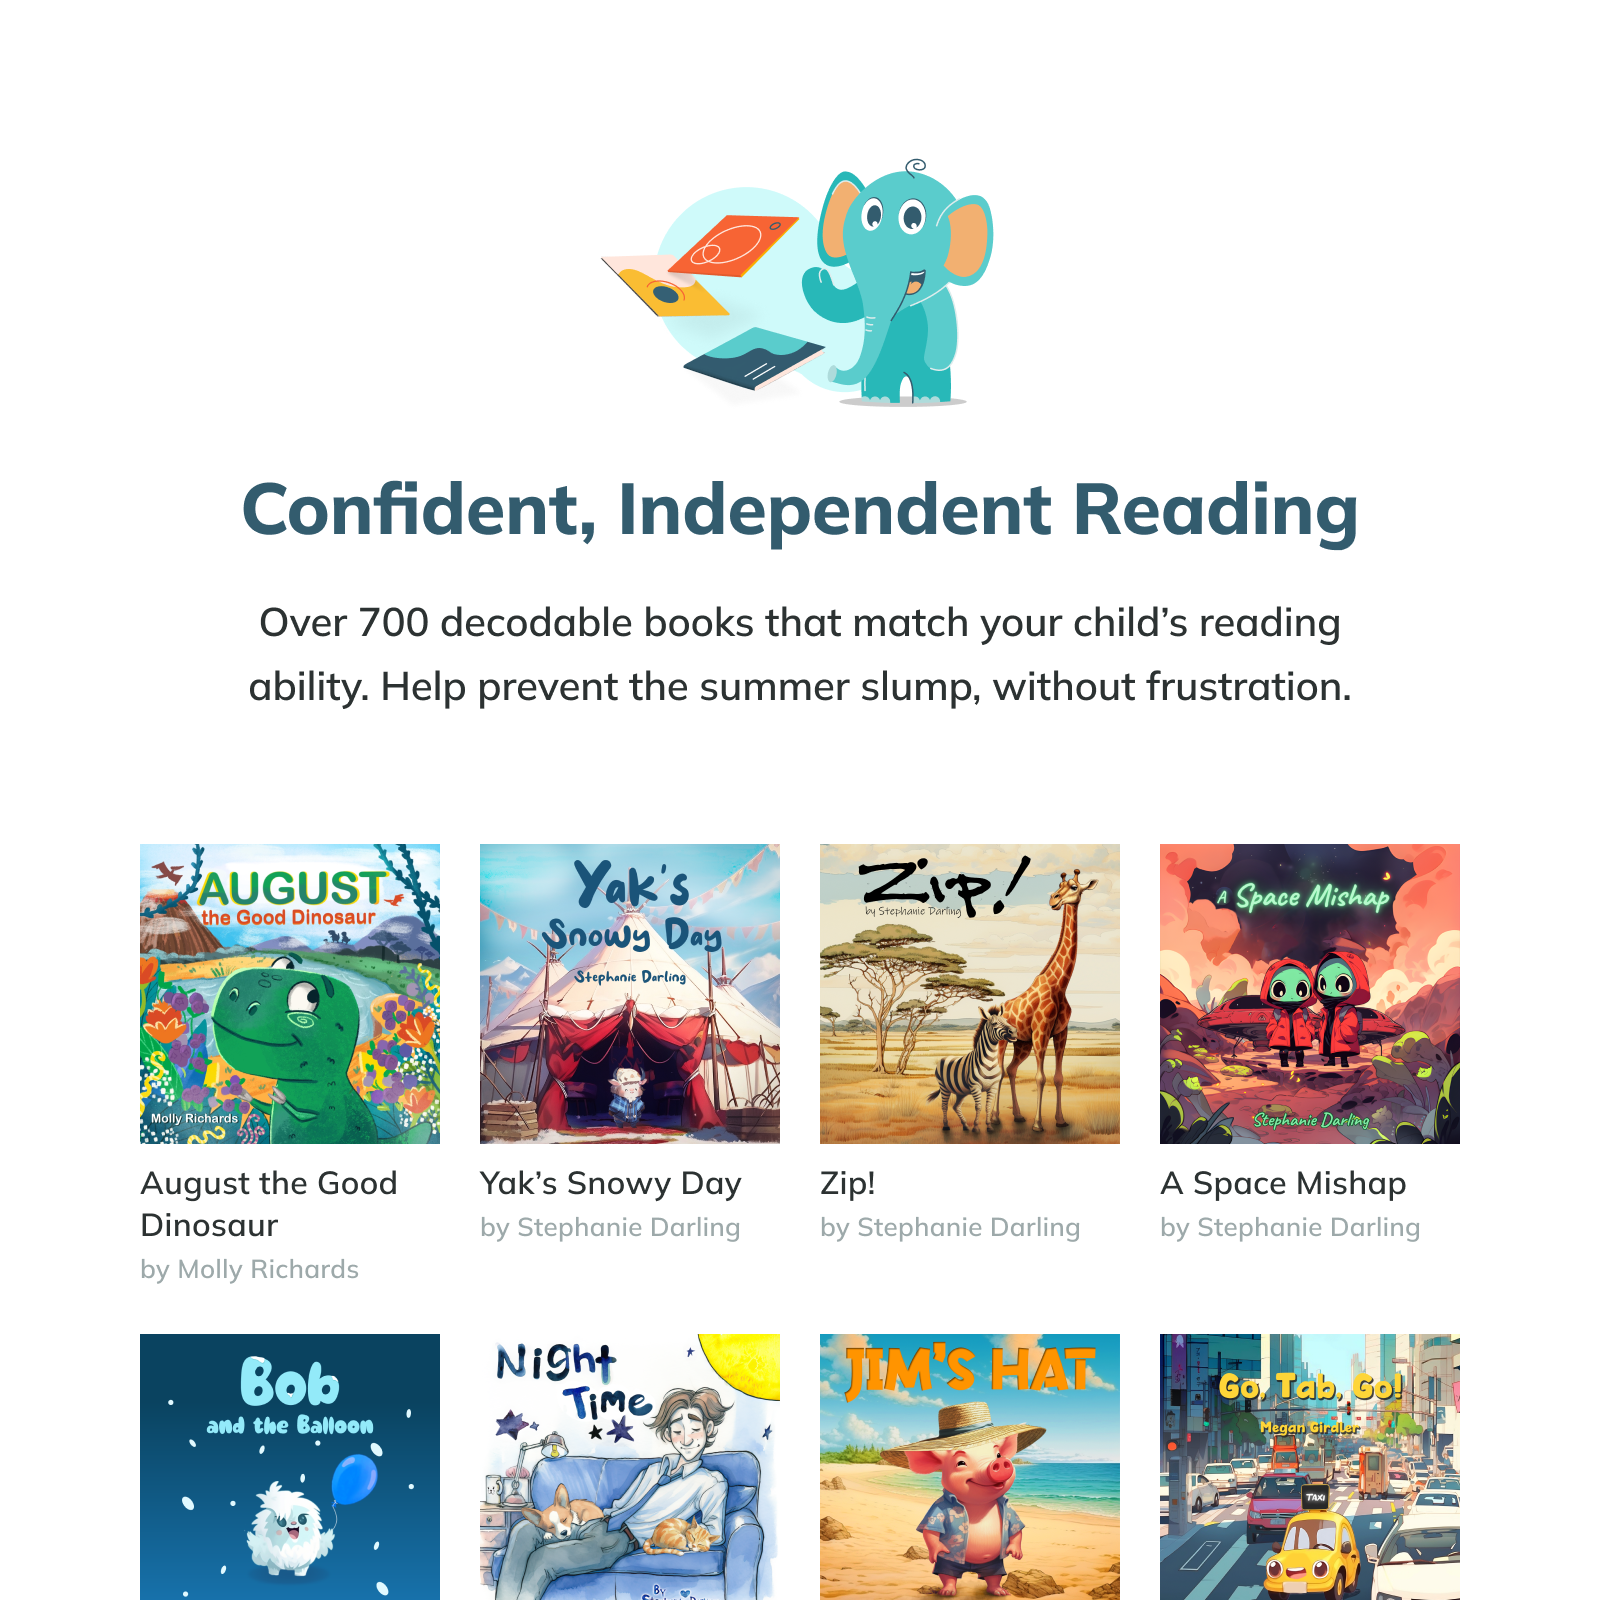 Confident, Independent Reading
Over 700 decodable books that match your child’s reading
ability. Help prevent the summer slump, without frustration.
AUGUST
the Good Dinosaur
Molly Richards
August the Good
Dinosaur
by Molly Richards
Yak's
Snowy Day
Stephanie Darling
Yak’s Snowy Day
by Stephanie Darling
Zip!
by Stephanie Darling
Zip!
by Stephanie Darling
A Space Mishap
Stephanie Darling
A Space Mishap
by Stephanie Darling
Bob
and the Balloon
Night
Time
By
JIM'S HAT
Go, Tab, Go!
Megan Girdler
TAXI